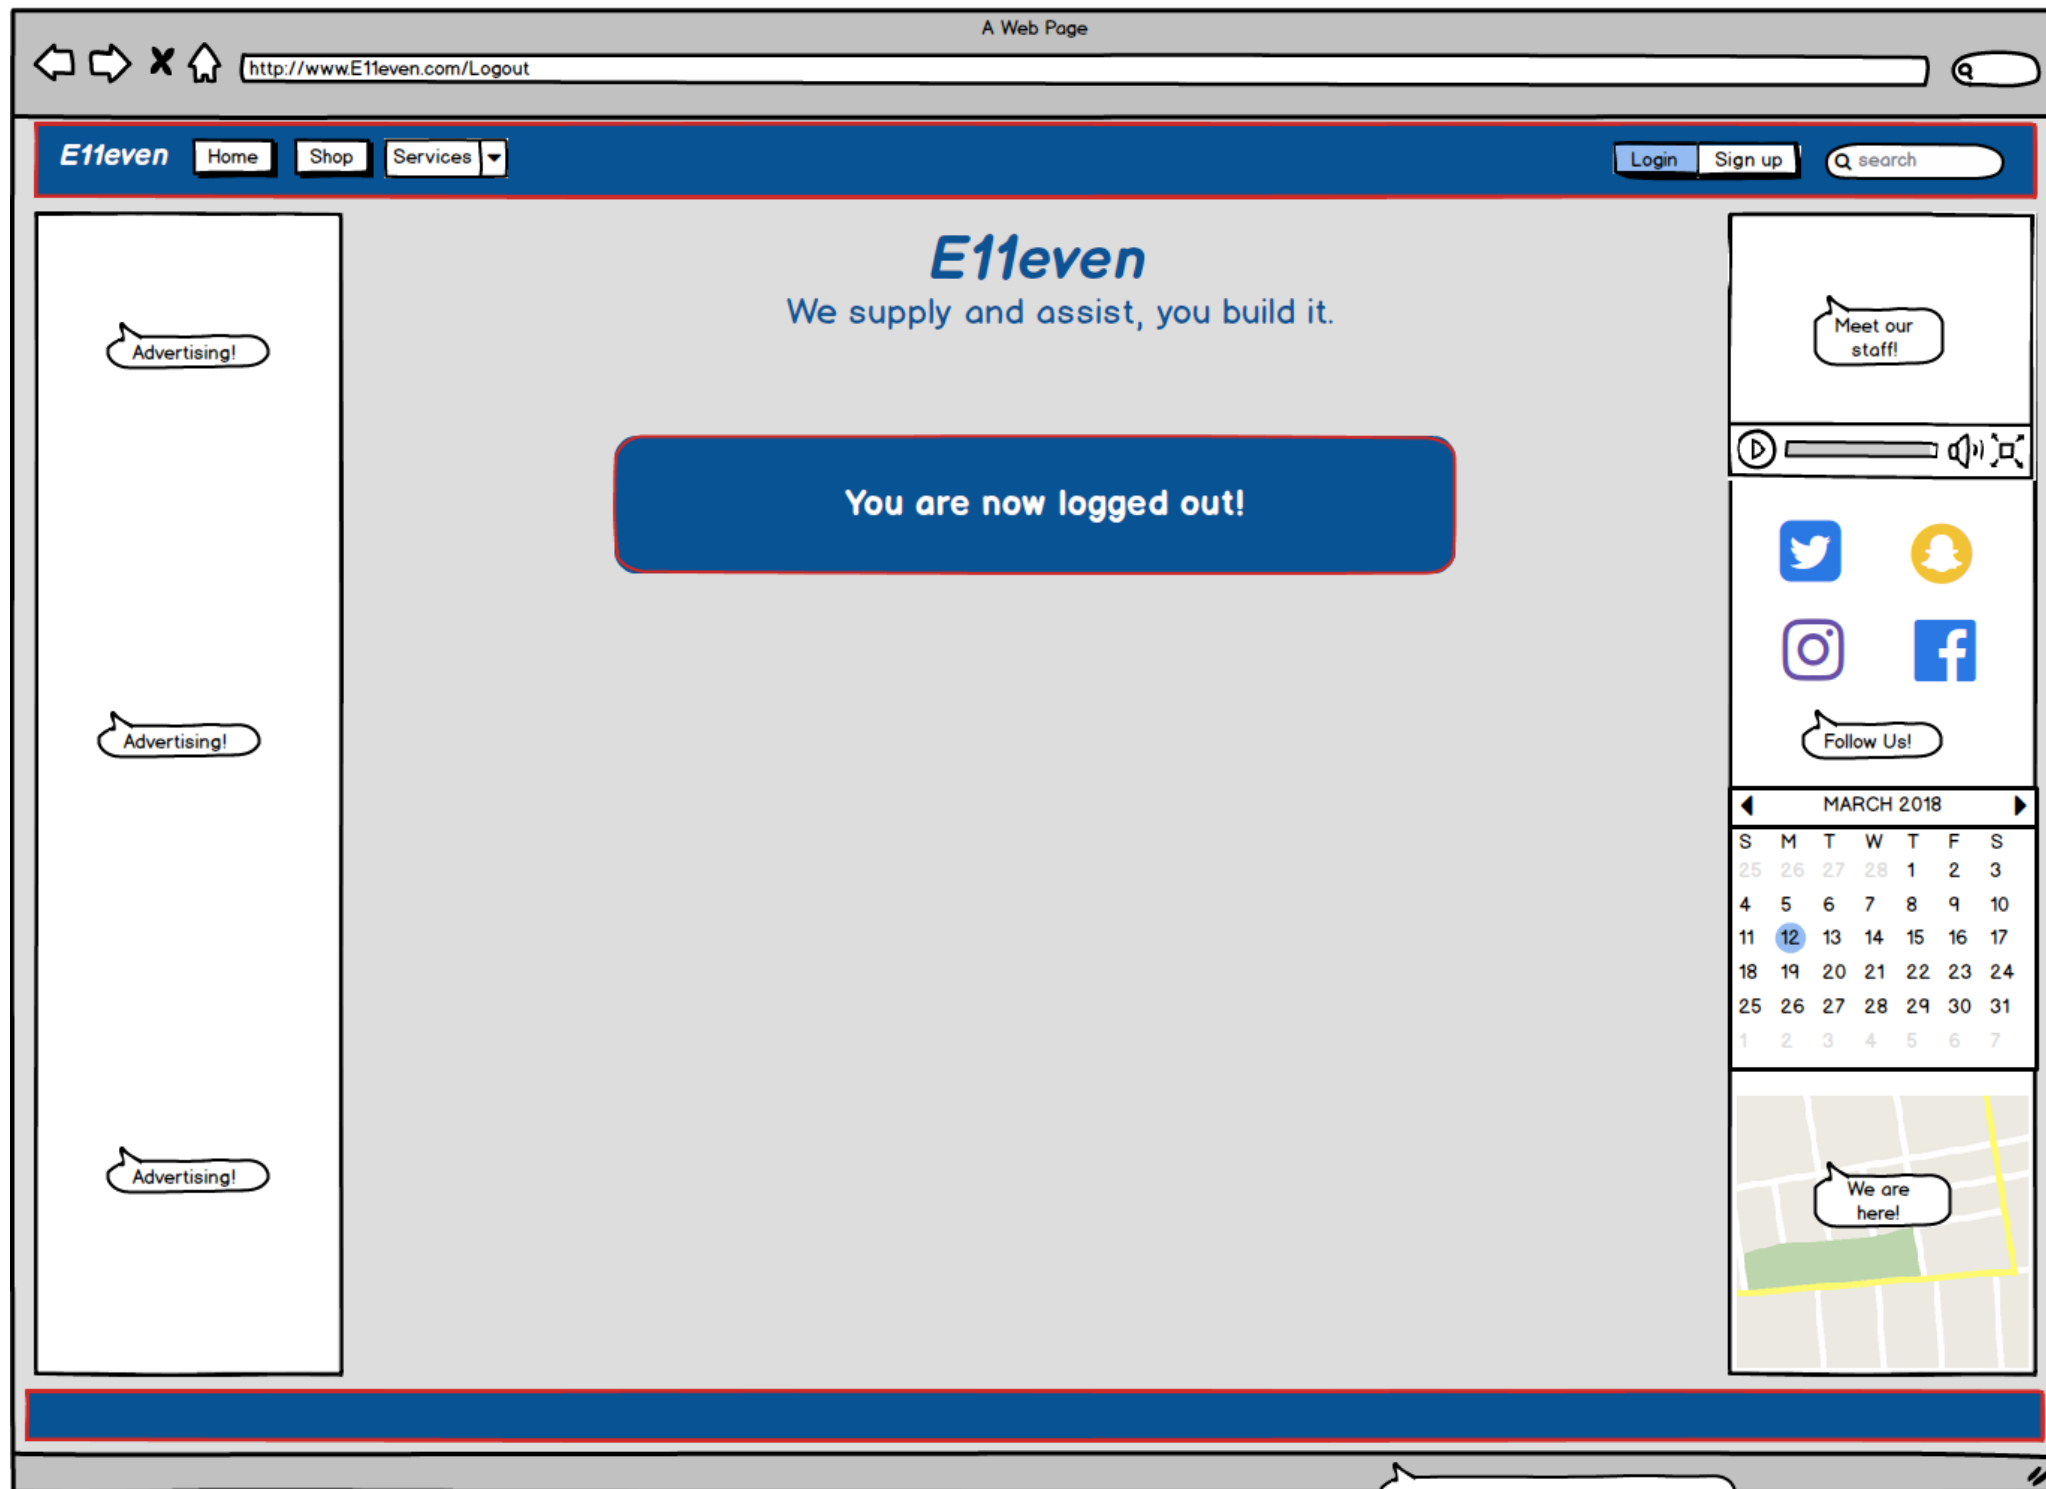 A Web Page
http://www.E11even.com/Logout
E11even Home Shop Services Login Sign up search
E11even
We supply and assist, you build it.
Advertising!
Advertising!
Advertising!
You are now logged out!
Meet our
staff!
Follow Us!
MARCH 2018
S M T W T F S
25 26 27 28 1 2 3
4 5 6 7 8 9 10
11 12 13 14 15 16 17
18 19 20 21 22 23 24
25 26 27 28 29 30 31
1 2 3 4 5 6 7
We are
here!